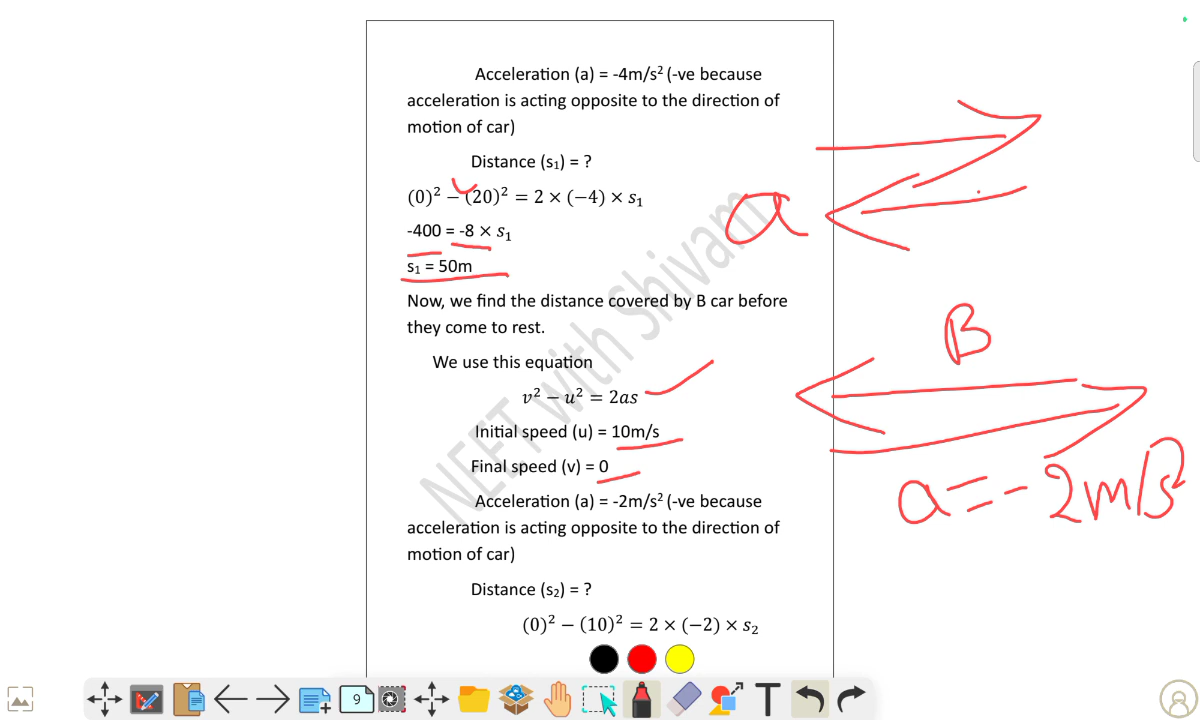 Acceleration (a) = -4m/s² (-ve because
acceleration is acting opposite to the direction of
motion of car)
Distance (s₁) = ?
(0)² − (20)² = 2 × (−4) × s₁
-400 = -8 × s₁
s₁ = 50m
Now, we find the distance covered by B car before
they come to rest.
We use this equation
v² − u² = 2as
Initial speed (u) = 10m/s
Final speed (v) = 0
Acceleration (a) = -2m/s² (-ve because
acceleration is acting opposite to the direction of
motion of car)
Distance (s₂) = ?
(0)² − (10)² = 2 × (−2) × s₂
NEET with Shivam
a
B
a = - 2m/s²
9
T